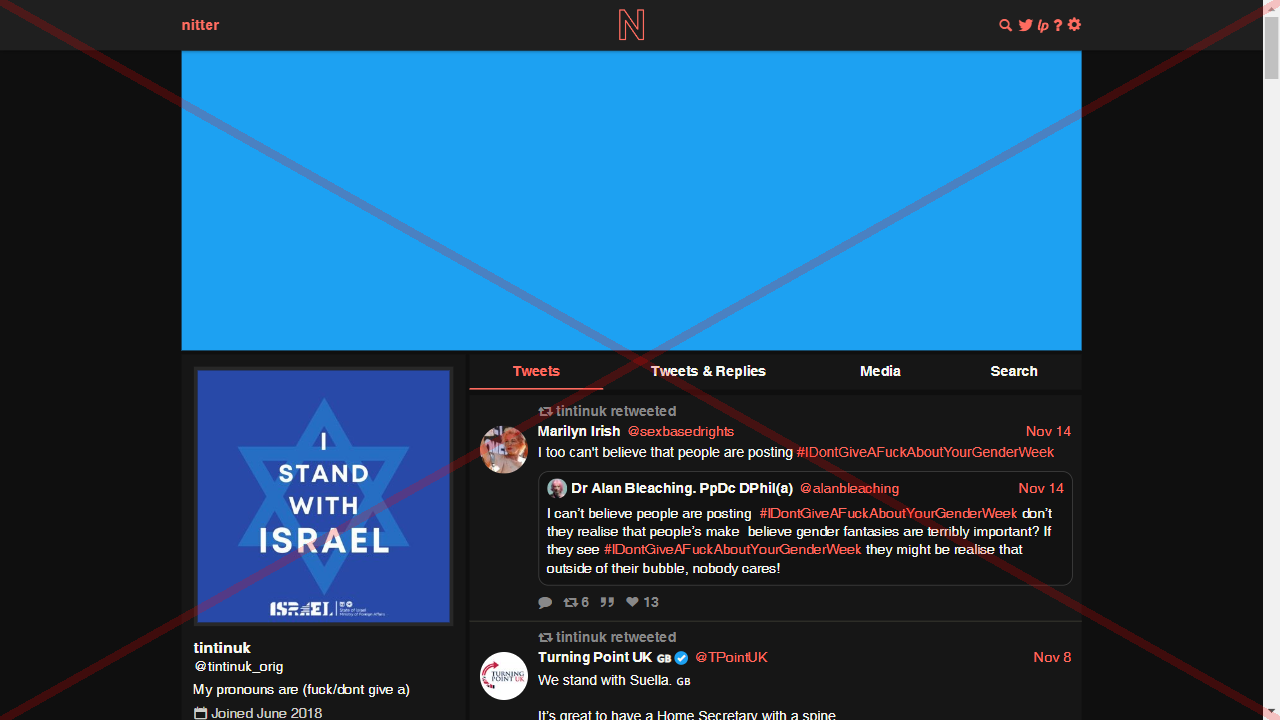 nitter
N
lp ?
Tweets
Tweets & Replies
Media
Search
I
STAND
WITH
ISRAEL
ISRAEL
State of Israel
Ministry of Foreign Affairs
tintinuk
@tintinuk_orig
My pronouns are (fuck/dont give a)
Joined June 2018
tintinuk retweeted
Marilyn Irish @sexbasedrights Nov 14
I too can't believe that people are posting #IDontGiveAFuckAboutYourGenderWeek
Dr Alan Bleaching. PpDc DPhil(a) @alanbleaching Nov 14
I can’t believe people are posting #IDontGiveAFuckAboutYourGenderWeek don’t
they realise that people’s make believe gender fantasies are terribly important? If
they see #IDontGiveAFuckAboutYourGenderWeek they might be realise that
outside of their bubble, nobody cares!
6 13
tintinuk retweeted
TURNING
POINT UK
Turning Point UK GB @TPointUK Nov 8
We stand with Suella. GB
It's great to have a Home Secretary with a spine